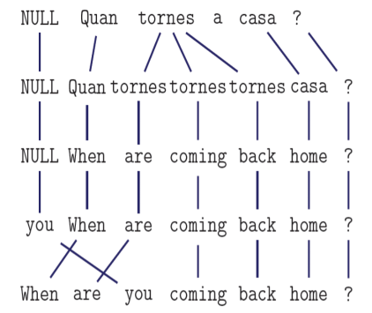 NULL Quan tornes a casa ?
NULL Quan tornes tornes tornes casa ?
NULL When are coming back home ?
you When are coming back home ?
When are you coming back home ?